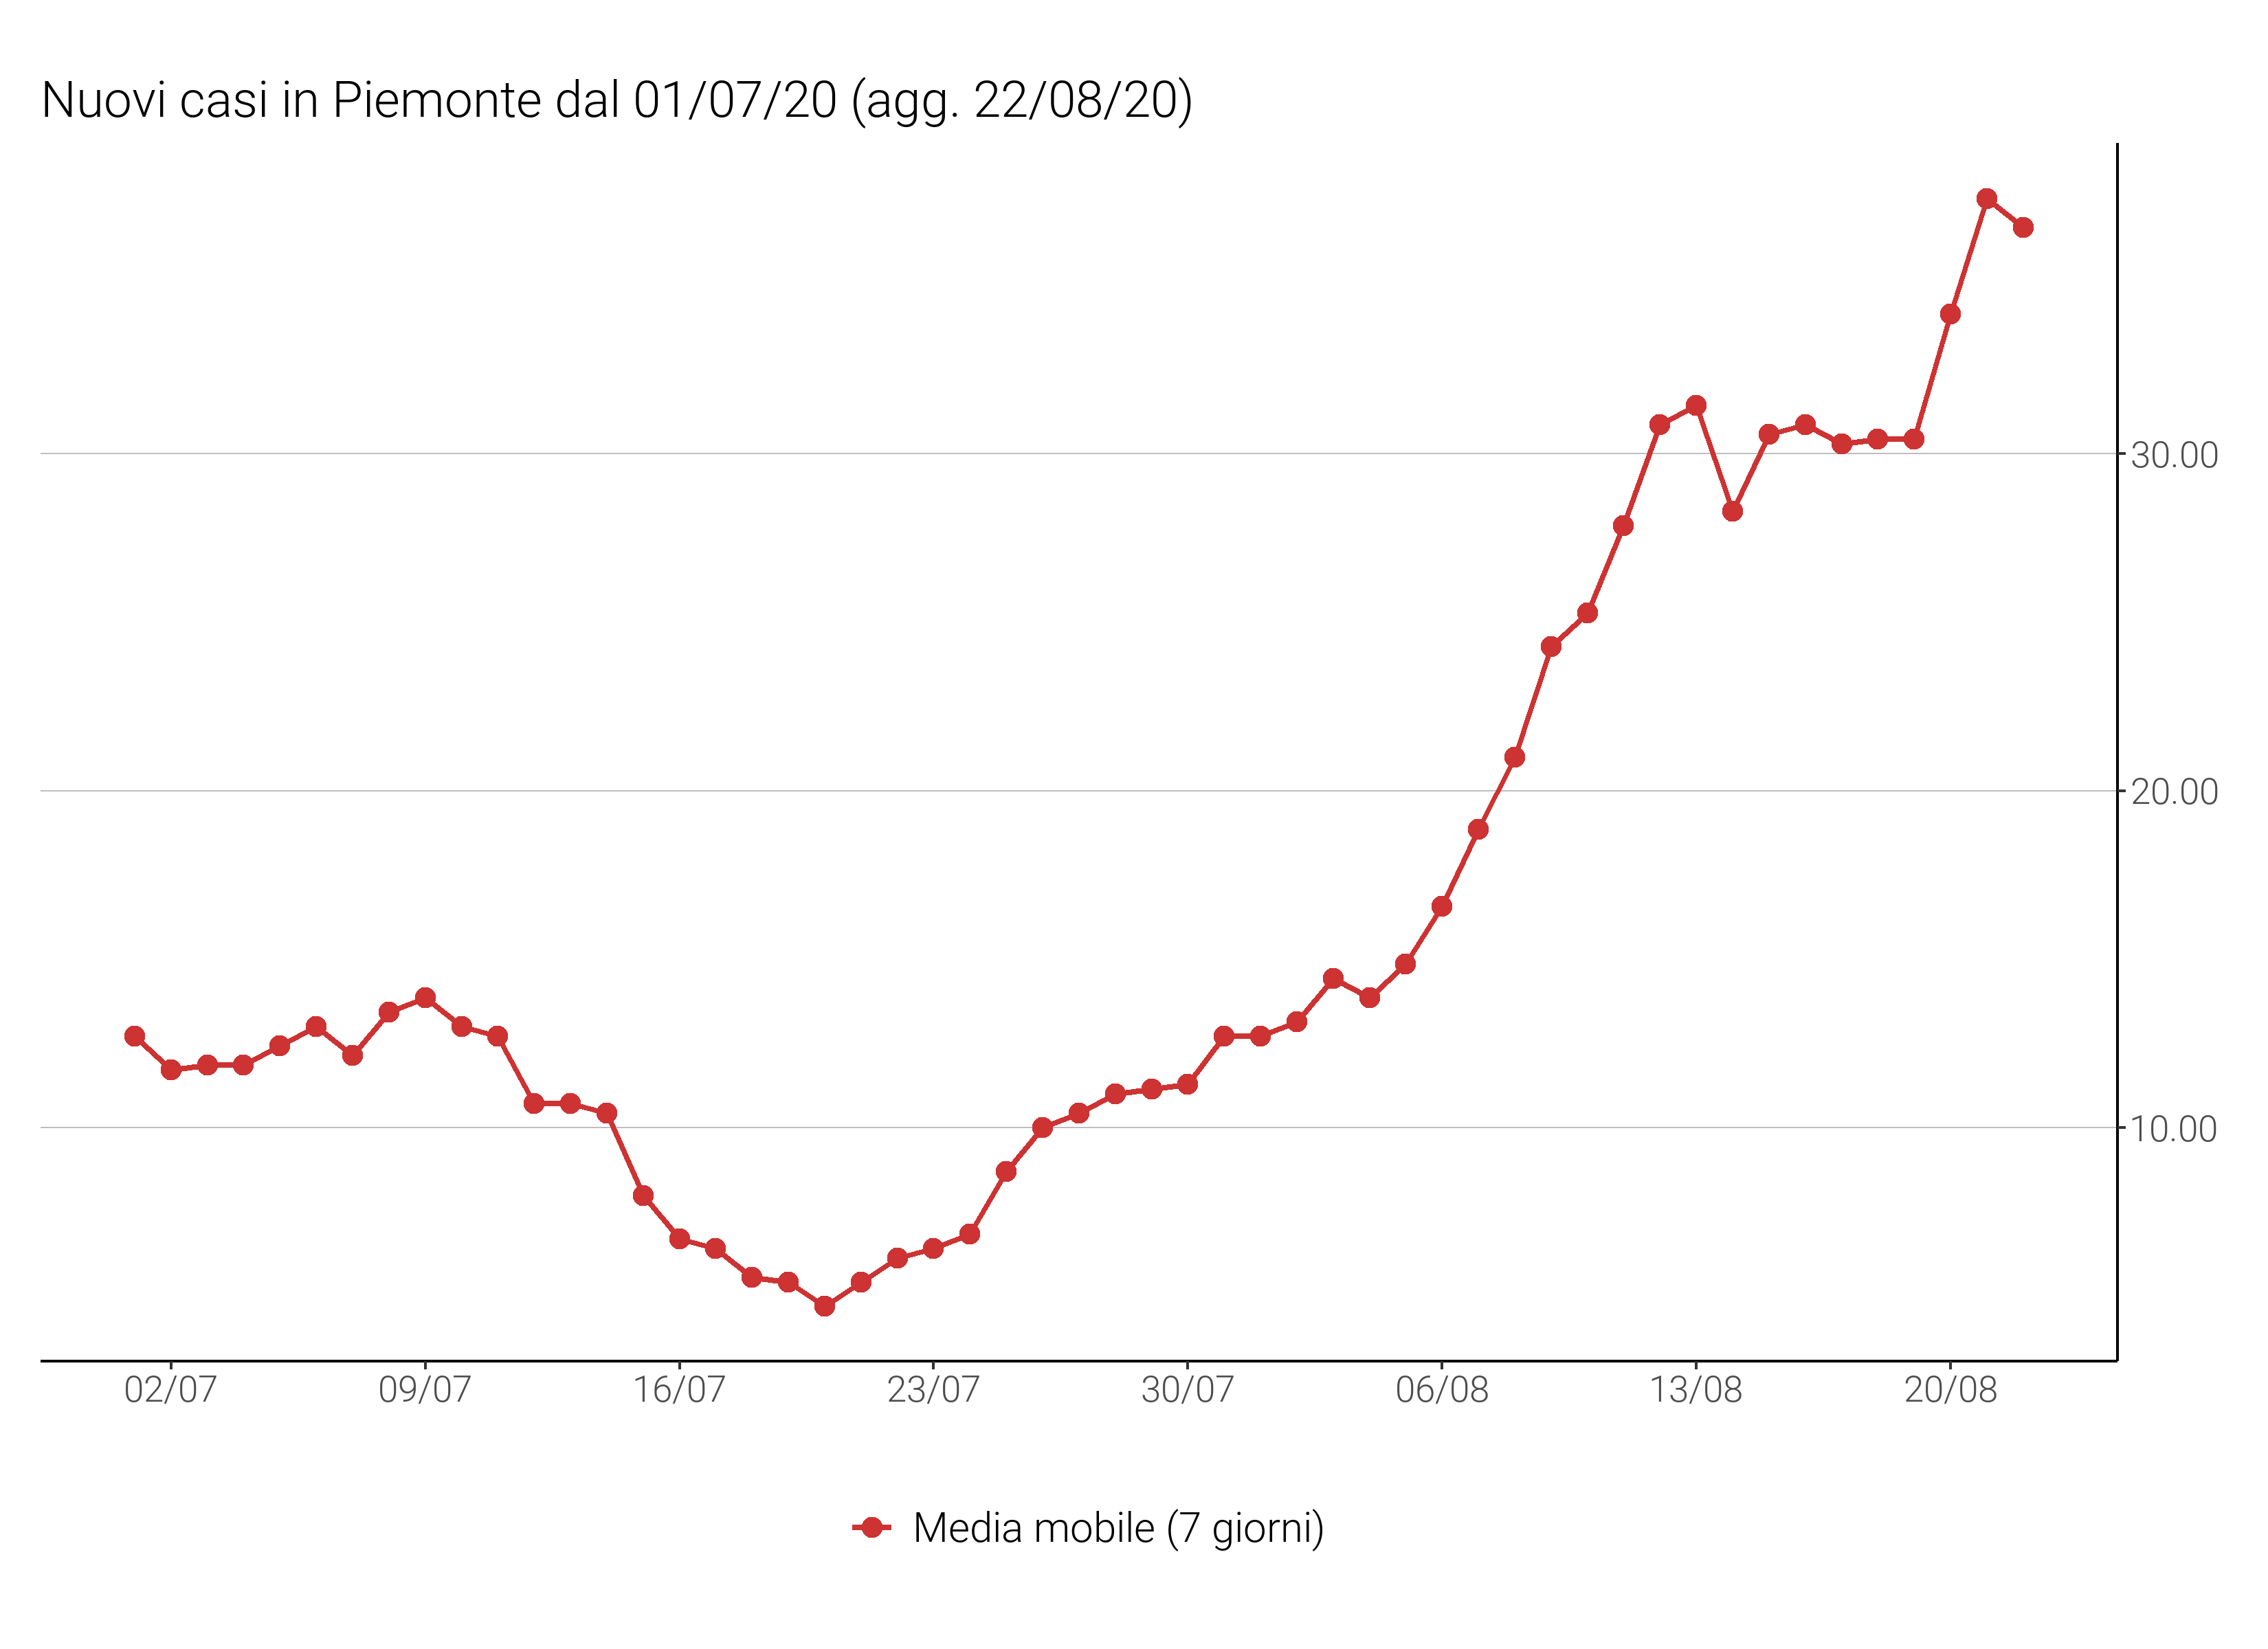 Nuovi casi in Piemonte dal 01/07/20 (agg. 22/08/20)
30.00
20.00
10.00
02/07 09/07 16/07 23/07 30/07 06/08 13/08 20/08
Media mobile (7 giorni)